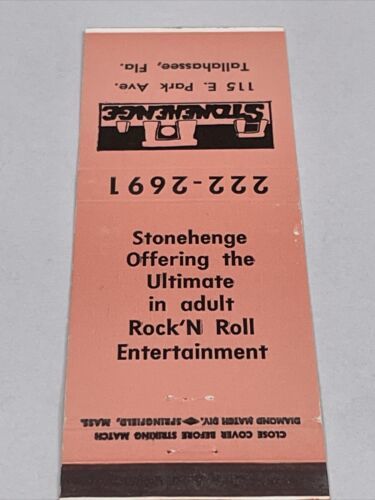 STONEHENGE
115 E. Park Ave.
Tallahassee, Fla.
222-2691
Stonehenge
Offering the
Ultimate
in adult
Rock'N Roll
Entertainment
CLOSE COVER BEFORE STRIKING MATCH
DIAMOND MATCH DIV. SPRINGFIELD, MASS.